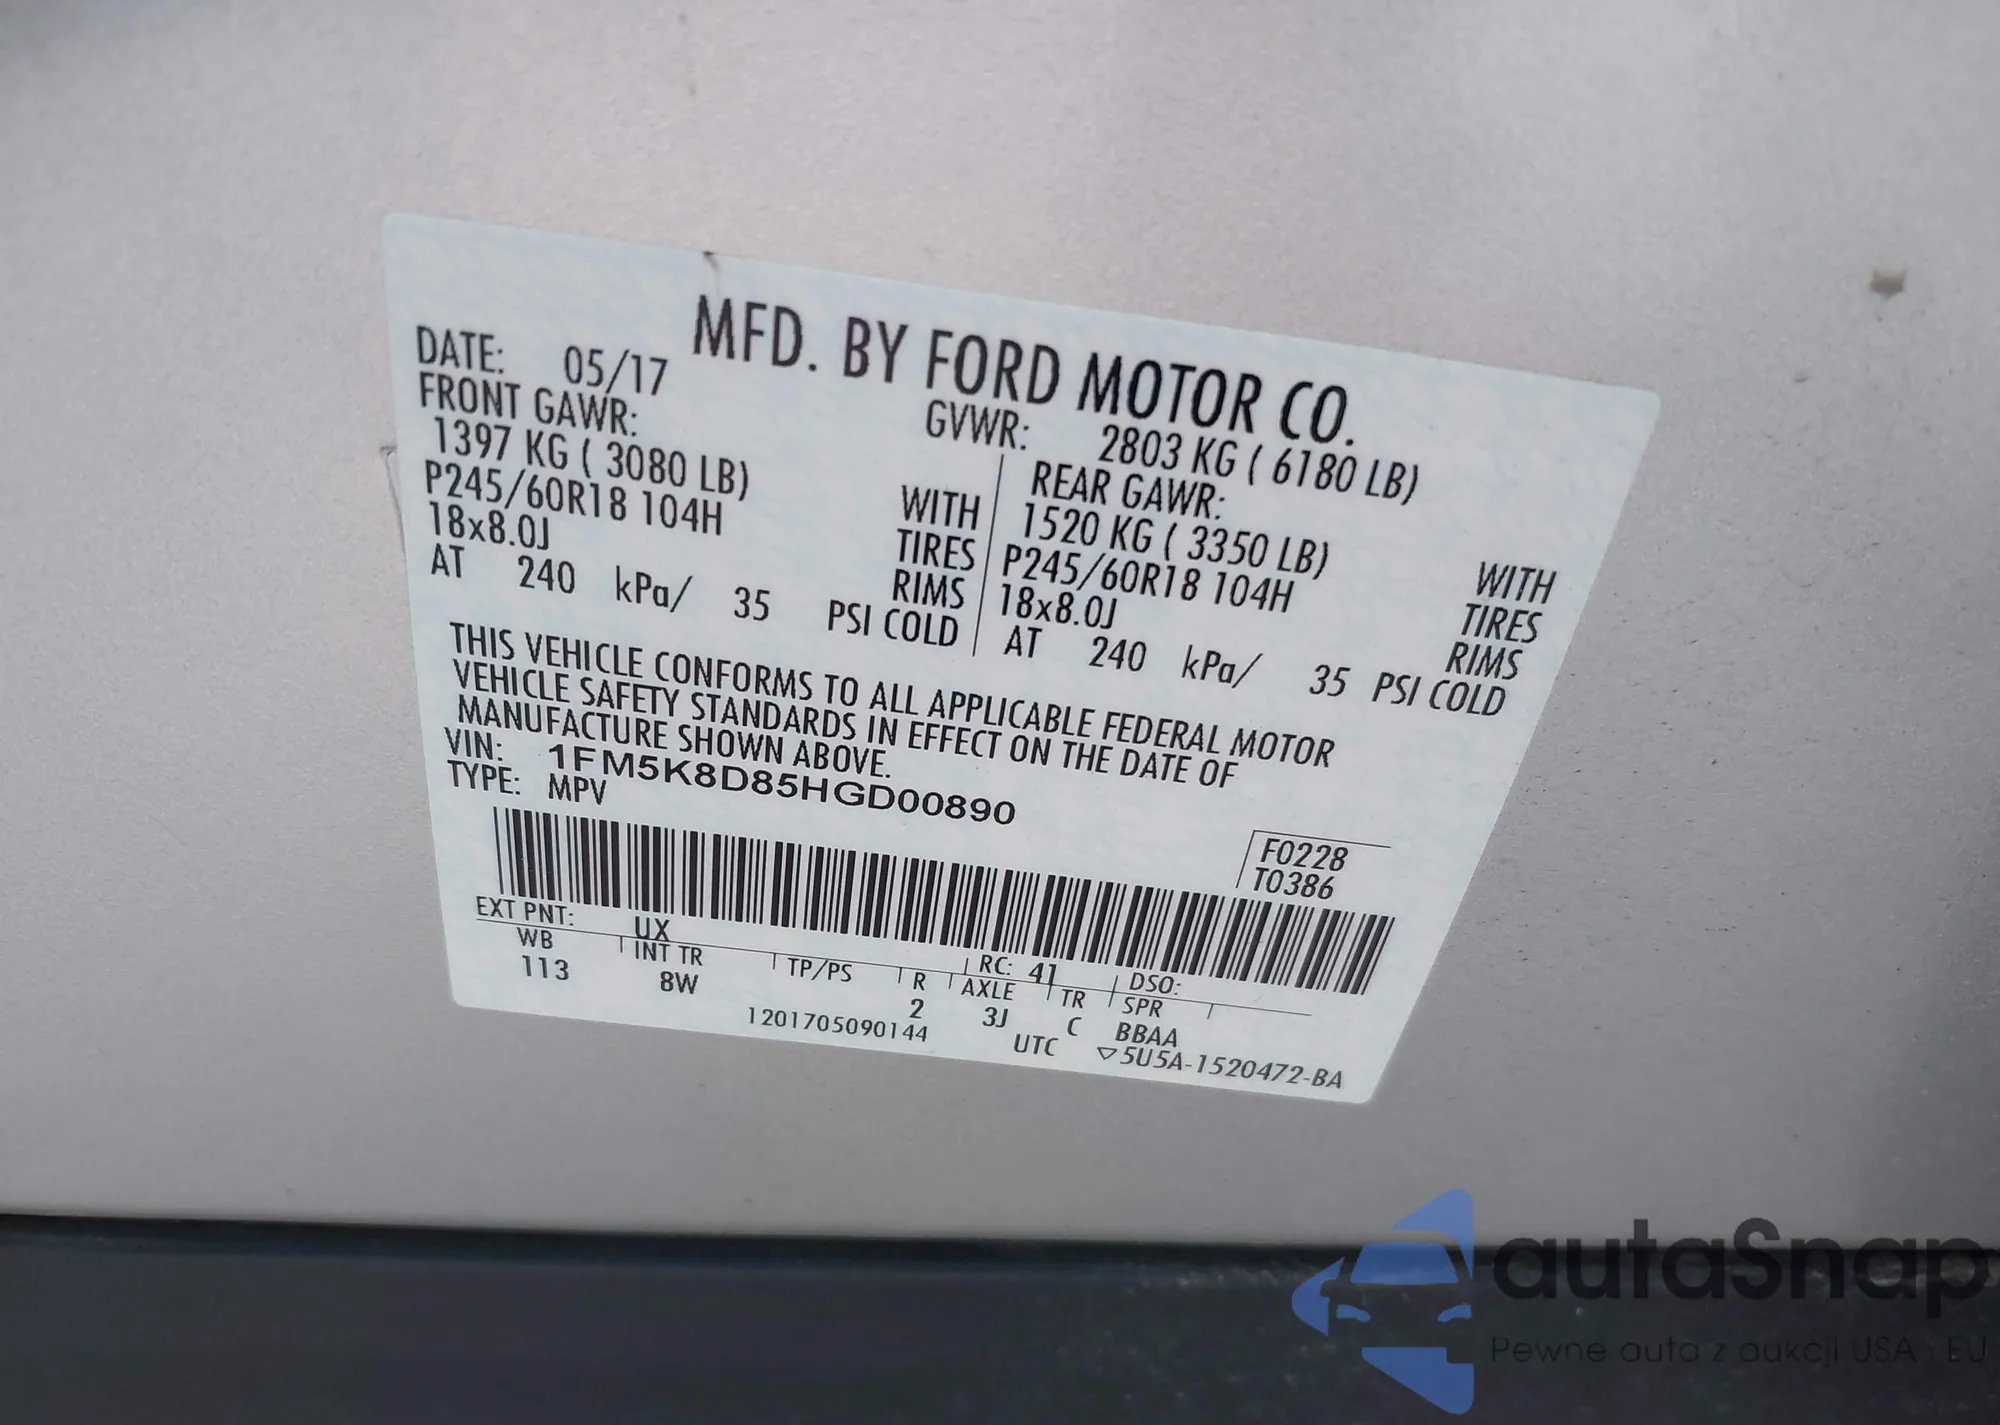 MFD. BY FORD MOTOR CO.
DATE: 05/17 GVWR: 2803 KG ( 6180 LB)
FRONT GAWR: REAR GAWR:
1397 KG ( 3080 LB) WITH 1520 KG ( 3350 LB) WITH
P245/60R18 104H TIRES P245/60R18 104H TIRES
18x8.0J RIMS 18x8.0J RIMS
AT 240 kPa/ 35 PSI COLD AT 240 kPa/ 35 PSI COLD
THIS VEHICLE CONFORMS TO ALL APPLICABLE FEDERAL MOTOR
VEHICLE SAFETY STANDARDS IN EFFECT ON THE DATE OF
MANUFACTURE SHOWN ABOVE.
VIN: 1FM5K8D85HGD00890
TYPE: MPV
F0228
T0386
EXT PNT: UX RC: 41 DSO:
WB INT TR TP/PS R AXLE TR SPR
113 8W 2 3J C BBAA
1201705090144 UTC ▽5U5A-1520472-BA
autaSnap
Pewne auta z aukcji USA i EU